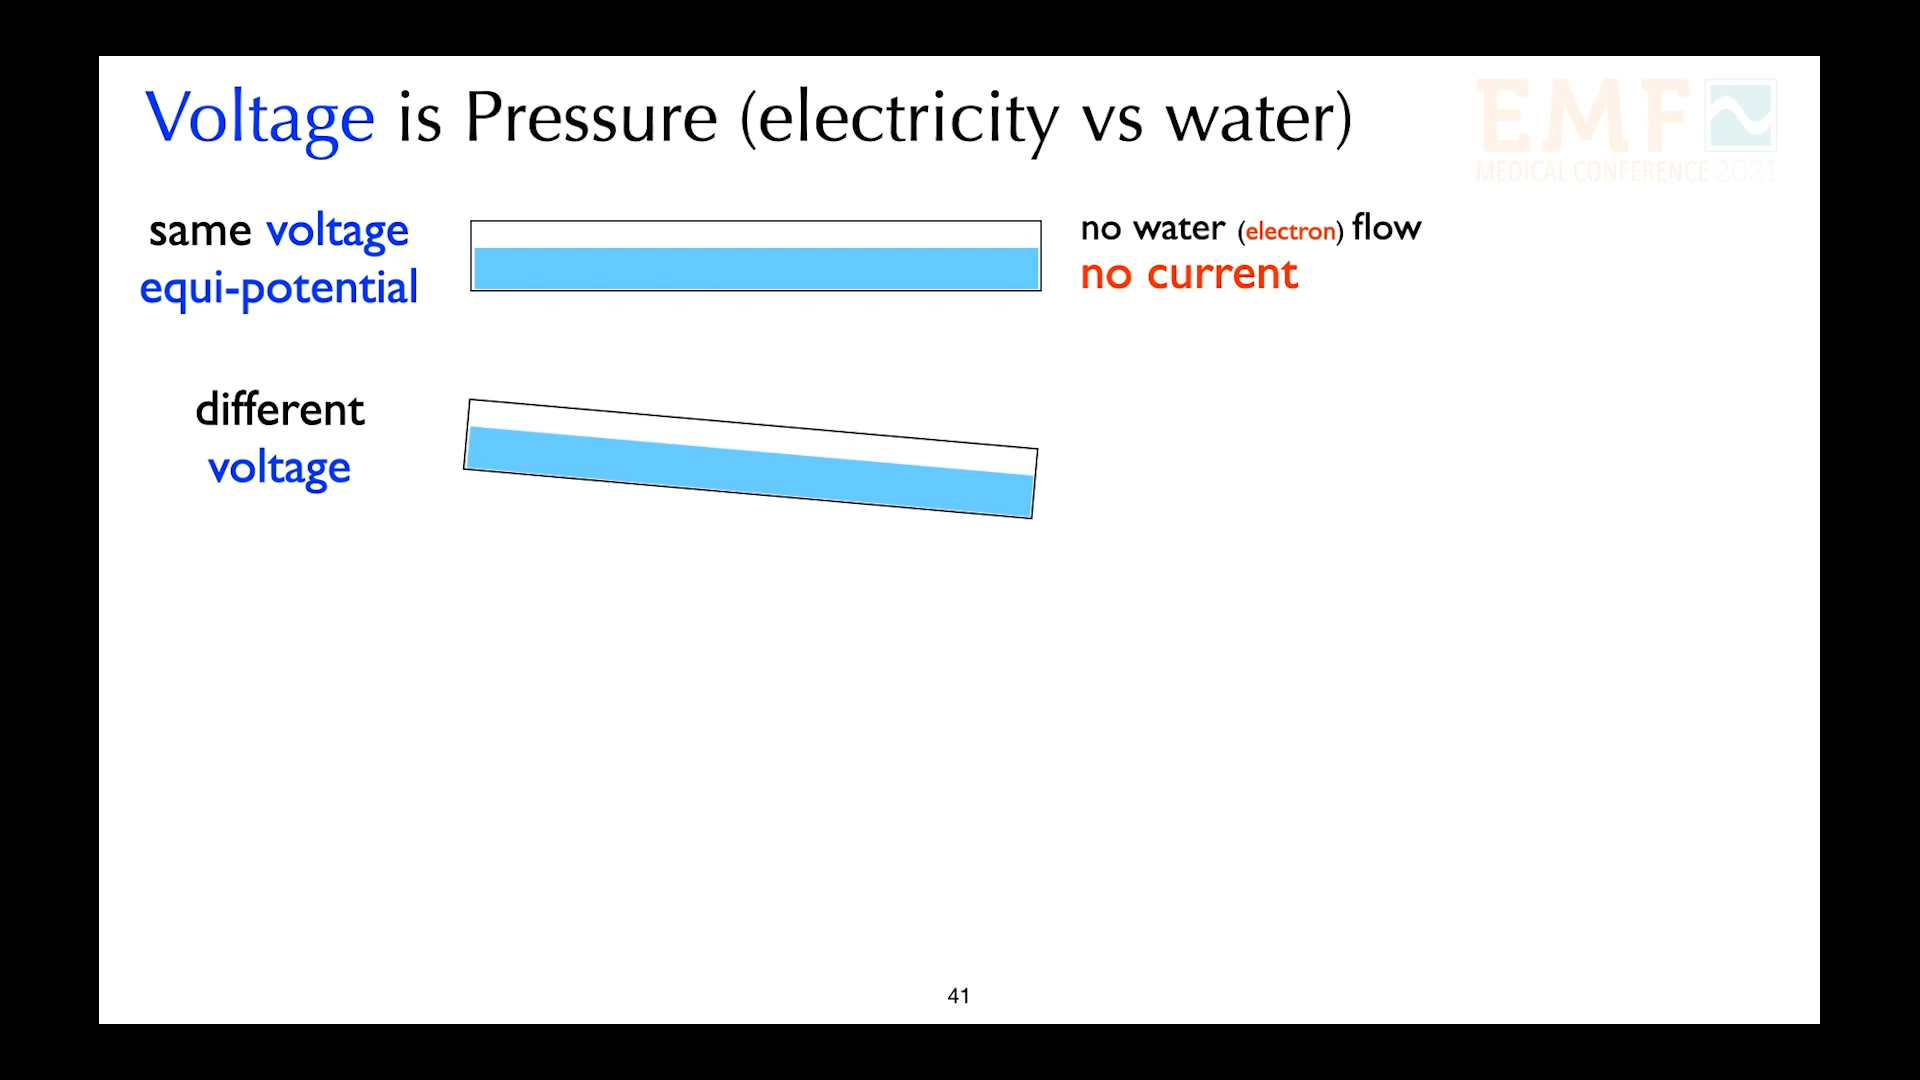 Voltage is Pressure (electricity vs water)
EMF
MEDICAL CONFERENCE 2021
same voltage
equi-potential
no water (electron) flow
no current
different
voltage
41